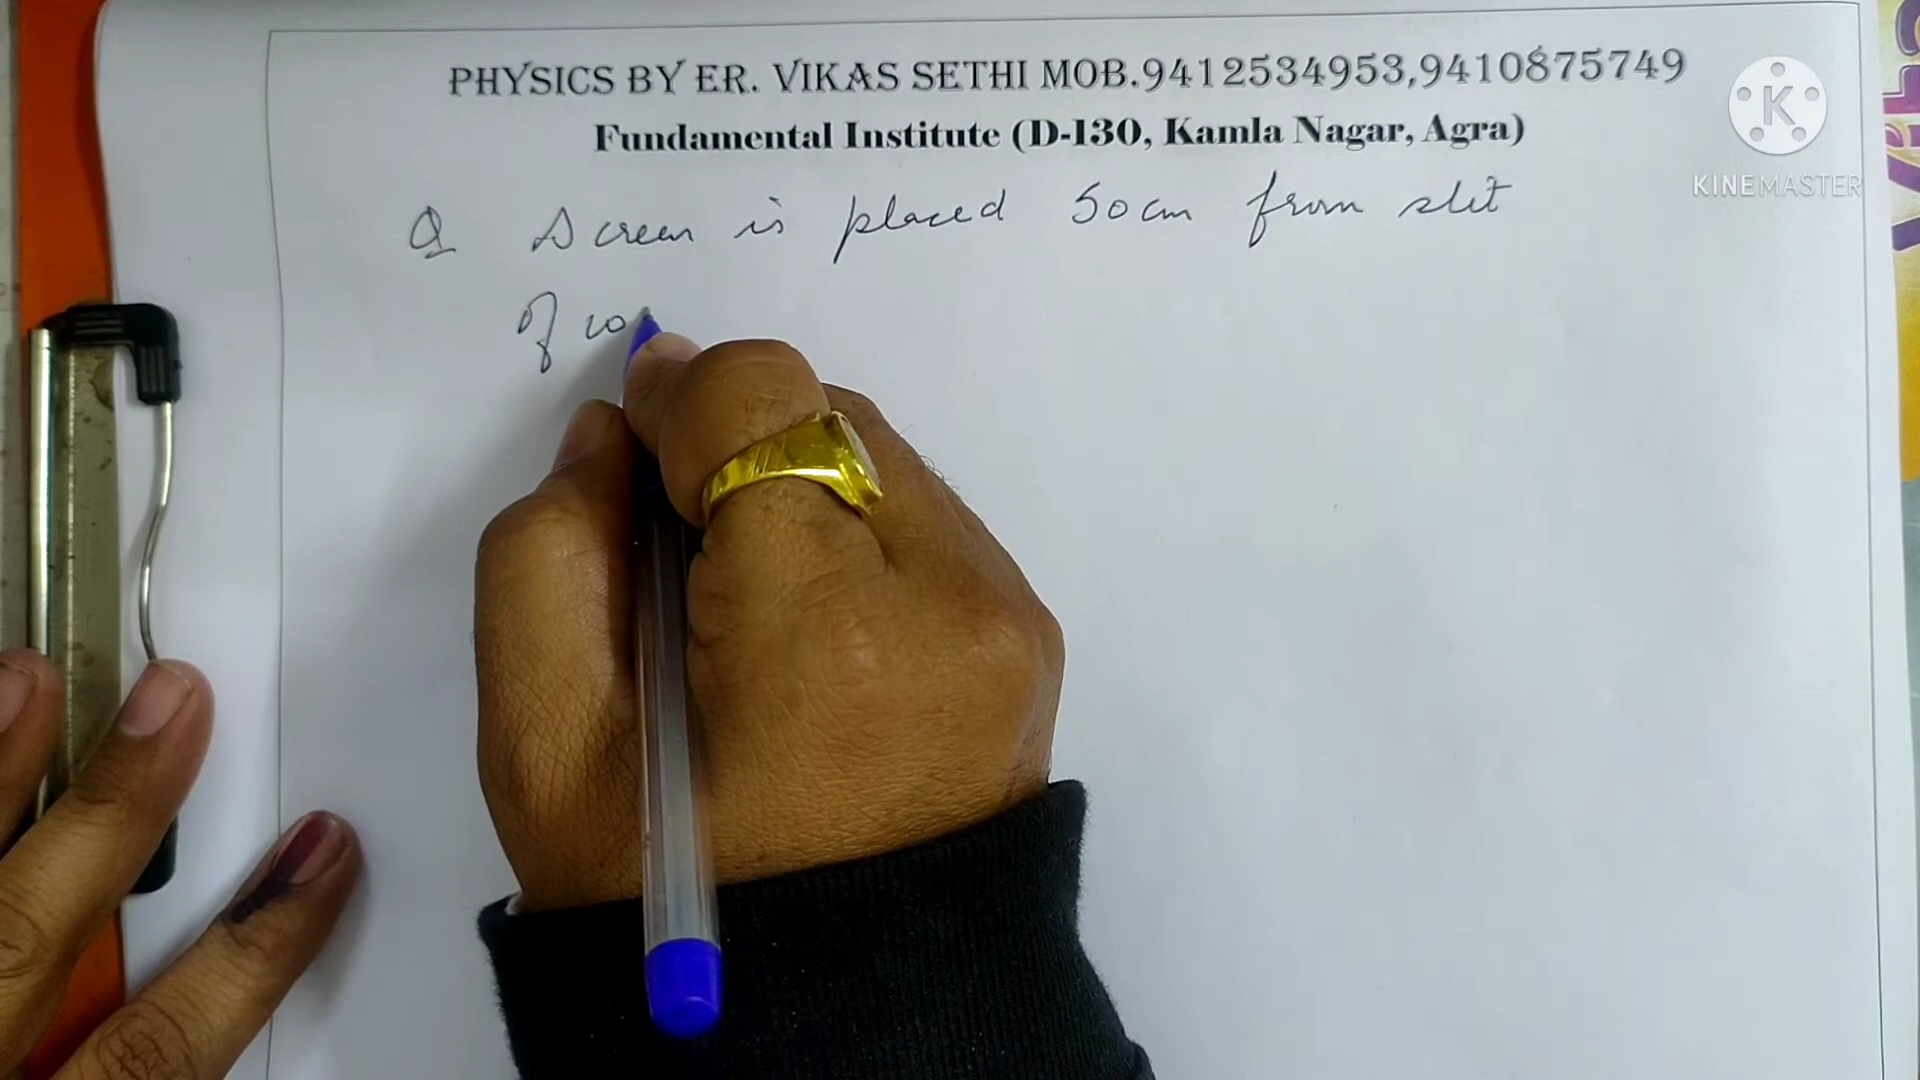 PHYSICS BY ER. VIKAS SETHI MOB.9412534953,9410875749
Fundamental Institute (D-130, Kamla Nagar, Agra)
K
KINEMASTER
Q Screen is placed 50cm from slit
of